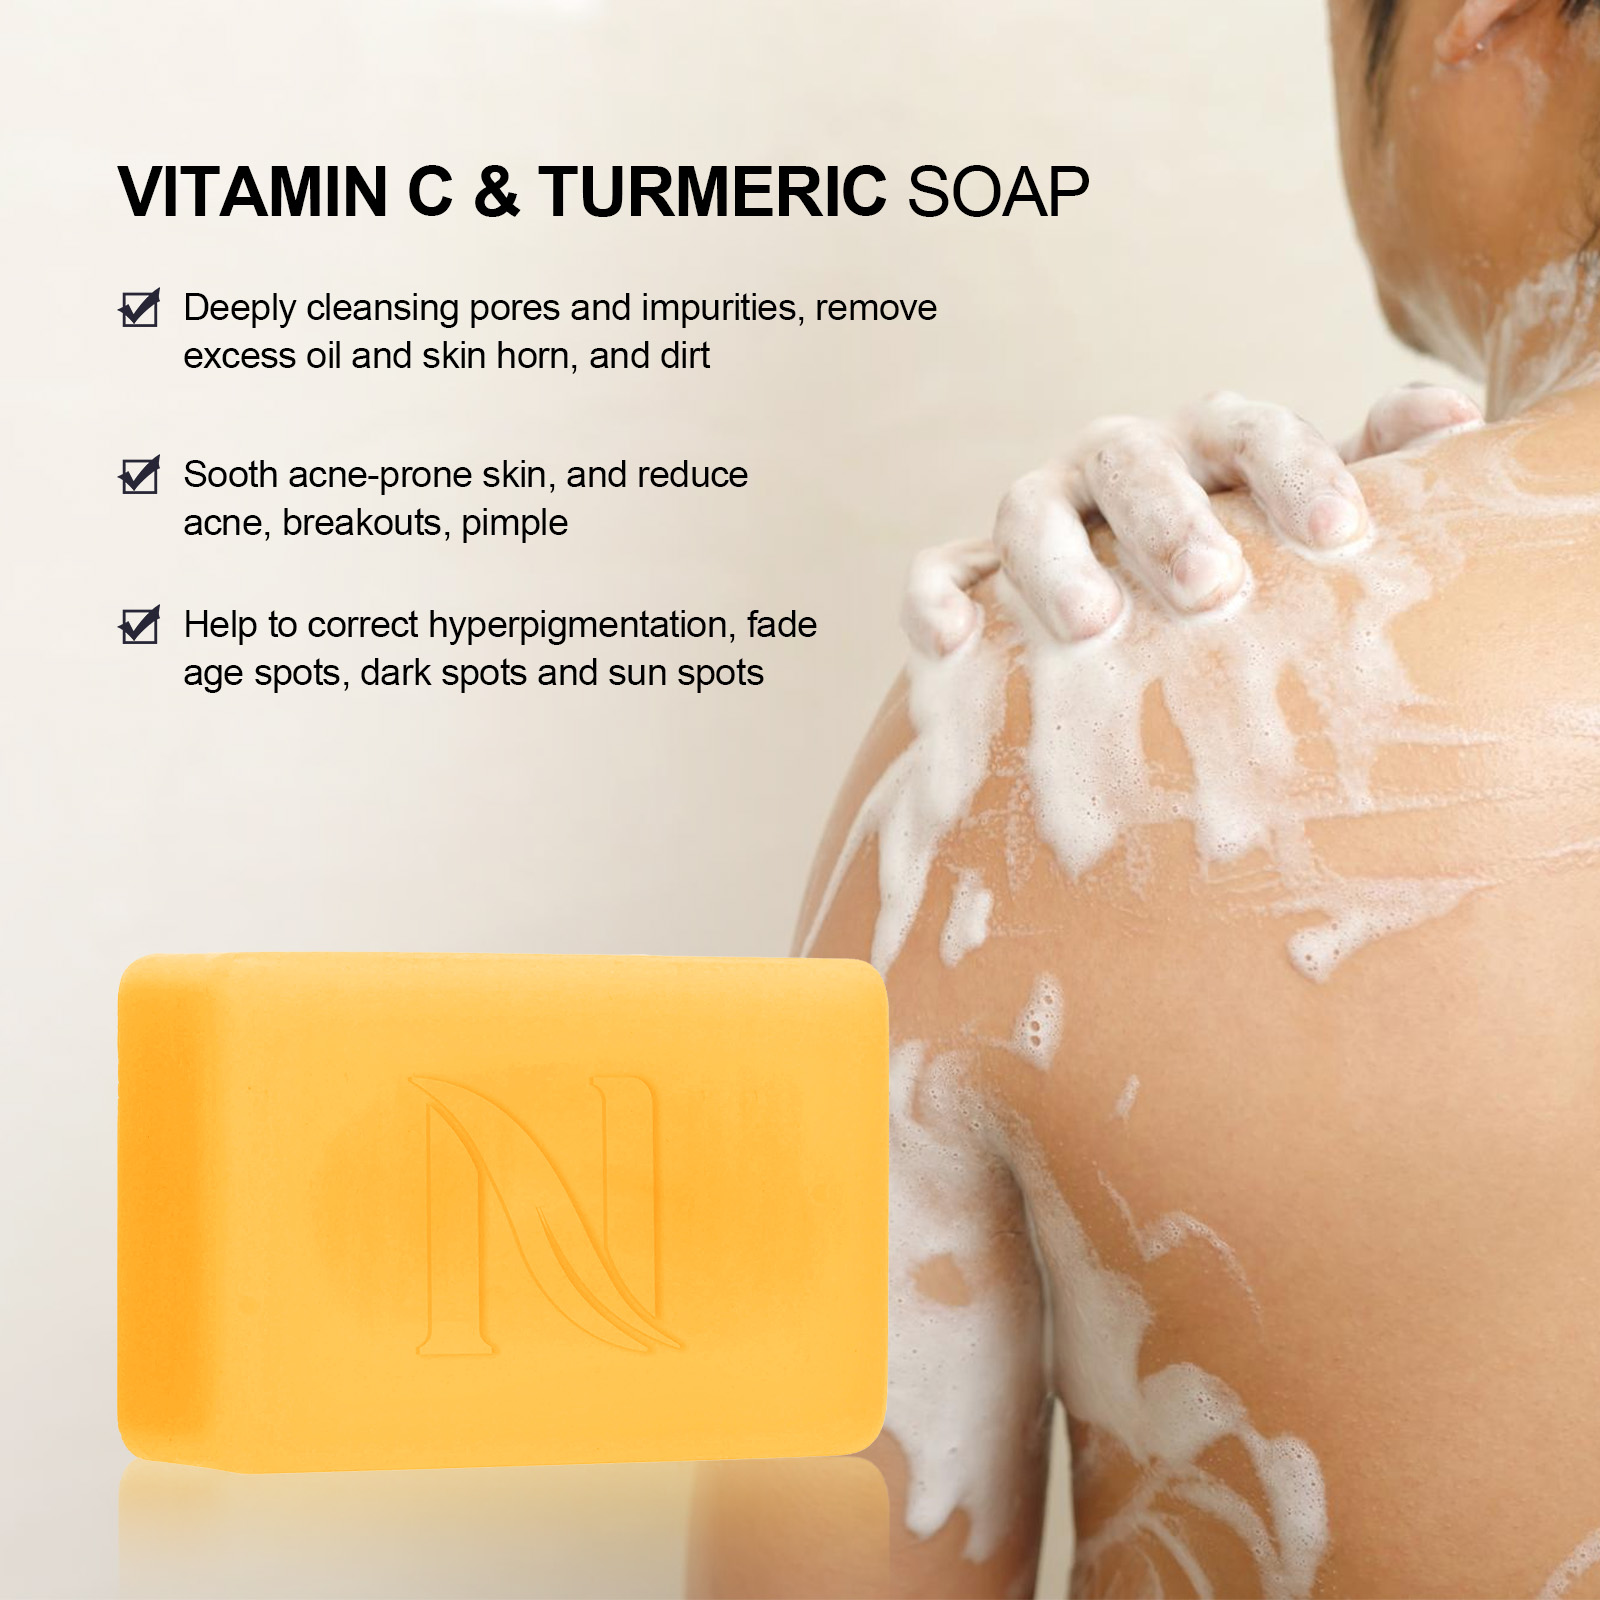 VITAMIN C & TURMERIC SOAP
Deeply cleansing pores and impurities, remove
excess oil and skin horn, and dirt
Sooth acne-prone skin, and reduce
acne, breakouts, pimple
Help to correct hyperpigmentation, fade
age spots, dark spots and sun spots
N